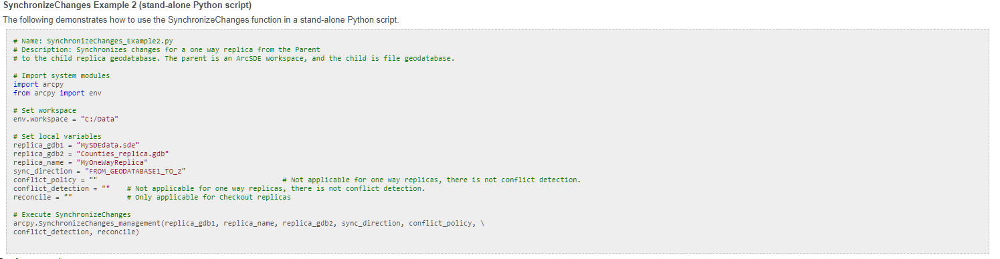 SynchronizeChanges Example 2 (stand-alone Python script)
The following demonstrates how to use the SynchronizeChanges function in a stand-alone Python script.
# Name: SynchronizeChanges_Example2.py
# Description: Synchronizes changes for a one way replica from the Parent
# to the child replica geodatabase. The parent is an ArcSDE workspace, and the child is file geodatabase.
# Import system modules
import arcpy
from arcpy import env
# Set workspace
env.workspace = "C:/Data"
# Set local variables
replica_gdb1 = "MySDEdata.sde"
replica_gdb2 = "Counties_replica.gdb"
replica_name = "MyOneWayReplica"
sync_direction = "FROM_GEODATABASE1_TO_2"
conflict_policy = "" # Not applicable for one way replicas, there is not conflict detection.
conflict_detection = "" # Not applicable for one way replicas, there is not conflict detection.
reconcile = "" # Only applicable for Checkout replicas
# Execute SynchronizeChanges
arcpy.SynchronizeChanges_management(replica_gdb1, replica_name, replica_gdb2, sync_direction, conflict_policy, \
conflict_detection, reconcile)